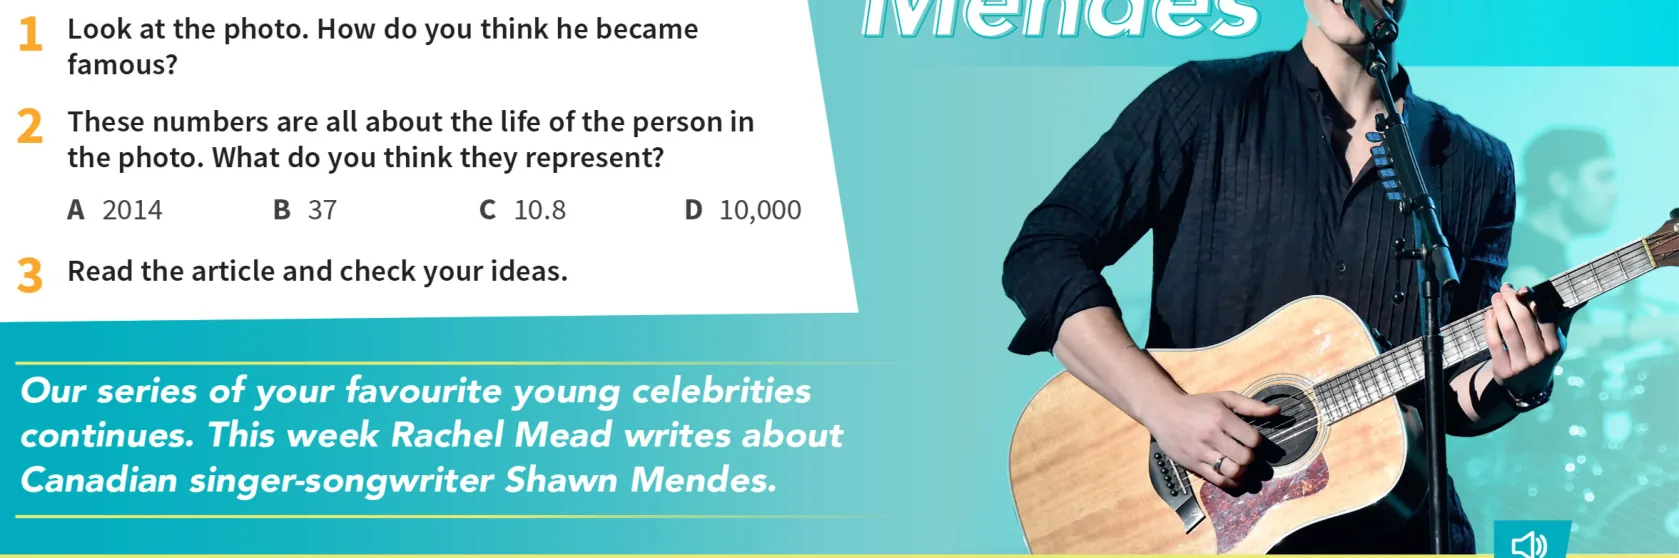 Mendes
1 Look at the photo. How do you think he became
famous?
2 These numbers are all about the life of the person in
the photo. What do you think they represent?
A 2014 B 37 C 10.8 D 10,000
3 Read the article and check your ideas.
Our series of your favourite young celebrities
continues. This week Rachel Mead writes about
Canadian singer-songwriter Shawn Mendes.